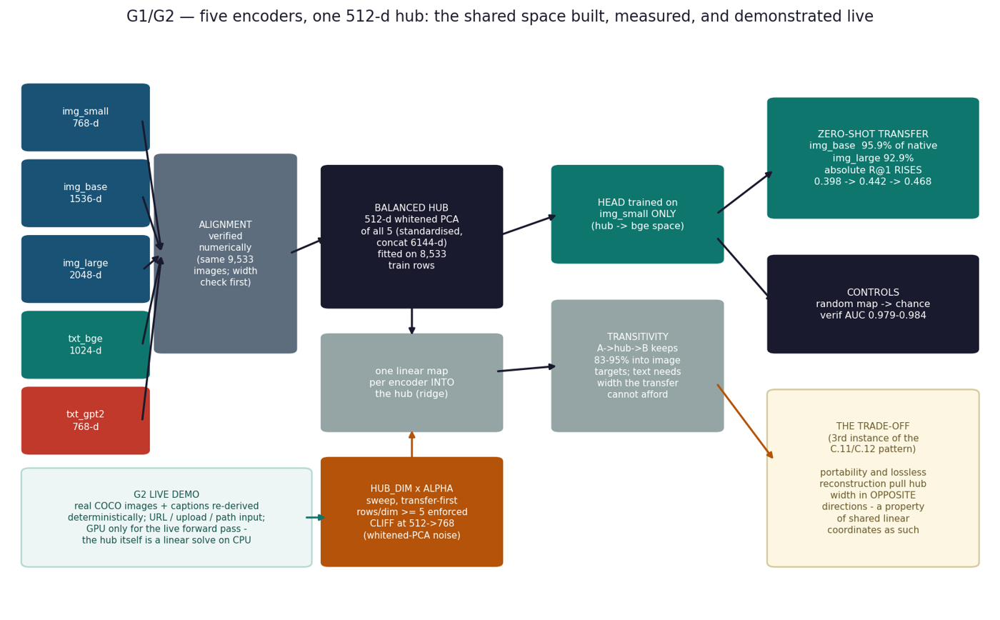 G1/G2 — five encoders, one 512-d hub: the shared space built, measured, and demonstrated live
img_small
768-d
img_base
1536-d
img_large
2048-d
txt_bge
1024-d
txt_gpt2
768-d
ALIGNMENT
verified
numerically
(same 9,533
images; width
check first)
BALANCED HUB
512-d whitened PCA
of all 5 (standardised,
concat 6144-d)
fitted on 8,533
train rows
one linear map
per encoder INTO
the hub (ridge)
HUB_DIM x ALPHA
sweep, transfer-first
rows/dim >= 5 enforced
CLIFF at 512->768
(whitened-PCA noise)
G2 LIVE DEMO
real COCO images + captions re-derived
deterministically; URL / upload / path input;
GPU only for the live forward pass -
the hub itself is a linear solve on CPU
HEAD trained on
img_small ONLY
(hub -> bge space)
TRANSITIVITY
A->hub->B keeps
83-95% into image
targets; text needs
width the transfer
cannot afford
ZERO-SHOT TRANSFER
img_base  95.9% of native
img_large 92.9%
absolute R@1 RISES
0.398 -> 0.442 -> 0.468
CONTROLS
random map -> chance
verif AUC 0.979-0.984
THE TRADE-OFF
(3rd instance of the
C.11/C.12 pattern)
portability and lossless
reconstruction pull hub
width in OPPOSITE
directions - a property
of shared linear
coordinates as such